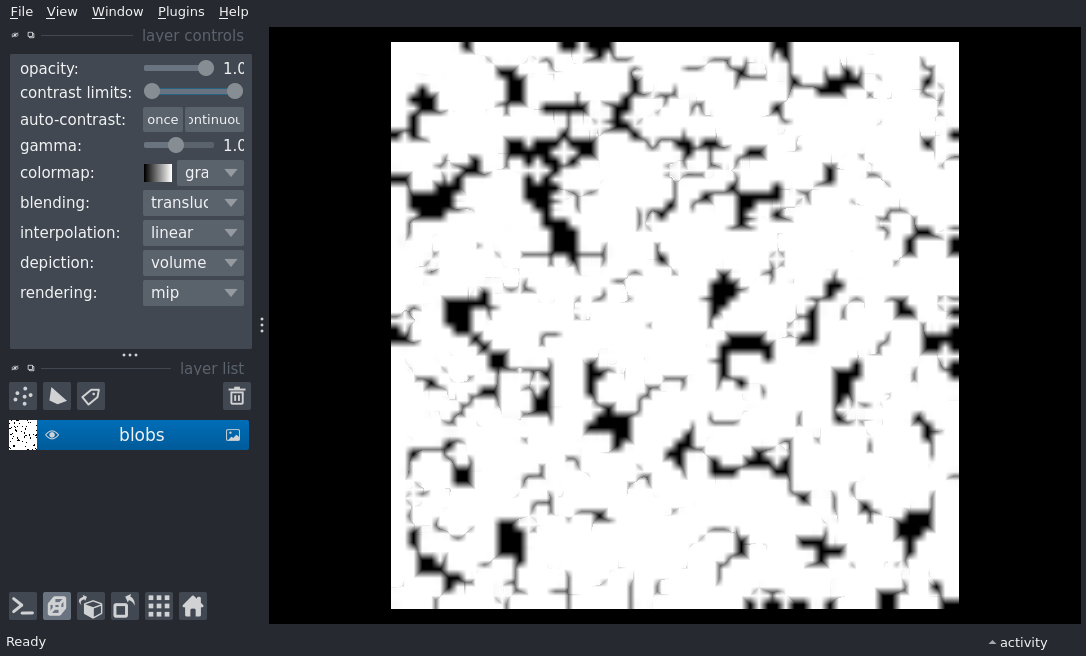 File View Window Plugins Help
layer controls
opacity: 1.0
contrast limits:
auto-contrast: once ontinuou
gamma: 1.0
colormap: gra
blending: transluc
interpolation: linear
depiction: volume
rendering: mip
layer list
blobs
Ready
activity